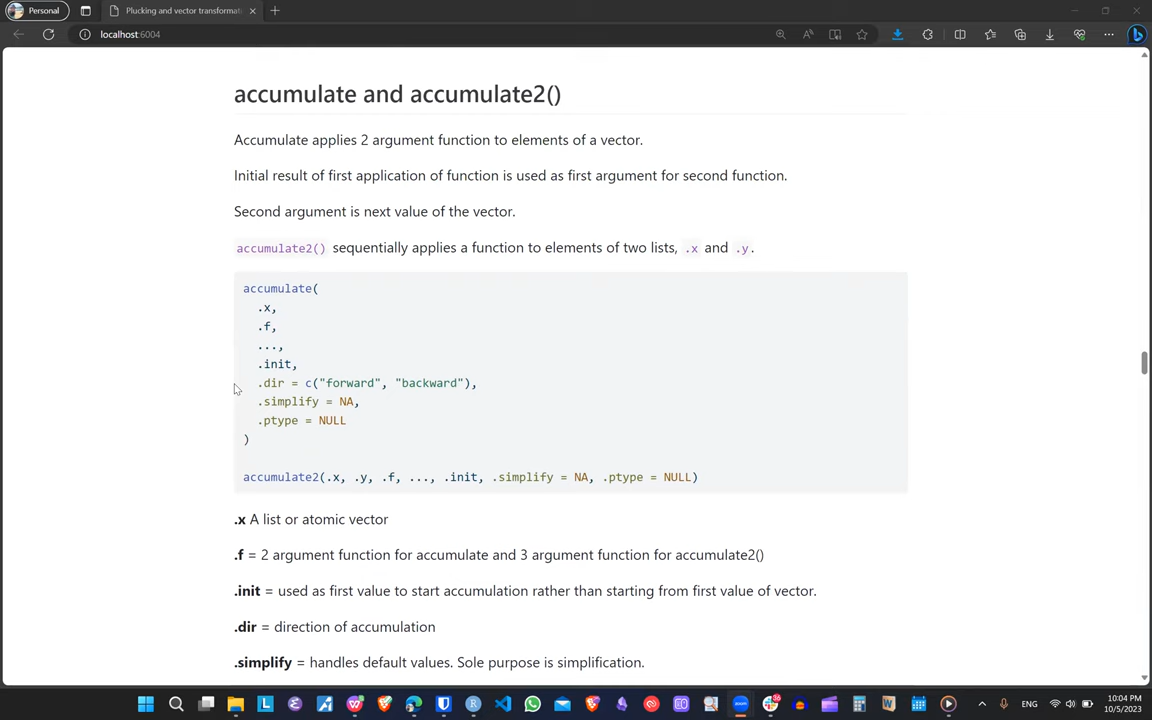 Personal
Plucking and vector transformati
localhost:6004
accumulate and accumulate2()
Accumulate applies 2 argument function to elements of a vector.
Initial result of first application of function is used as first argument for second function.
Second argument is next value of the vector.
accumulate2() sequentially applies a function to elements of two lists, .x and .y.
accumulate(
.x,
.f,
...,
.init,
.dir = c("forward", "backward"),
.simplify = NA,
.ptype = NULL
)
accumulate2(.x, .y, .f, ..., .init, .simplify = NA, .ptype = NULL)
.x A list or atomic vector
.f = 2 argument function for accumulate and 3 argument function for accumulate2()
.init = used as first value to start accumulation rather than starting from first value of vector.
.dir = direction of accumulation
.simplify = handles default values. Sole purpose is simplification.
ENG
10:04 PM
10/5/2023